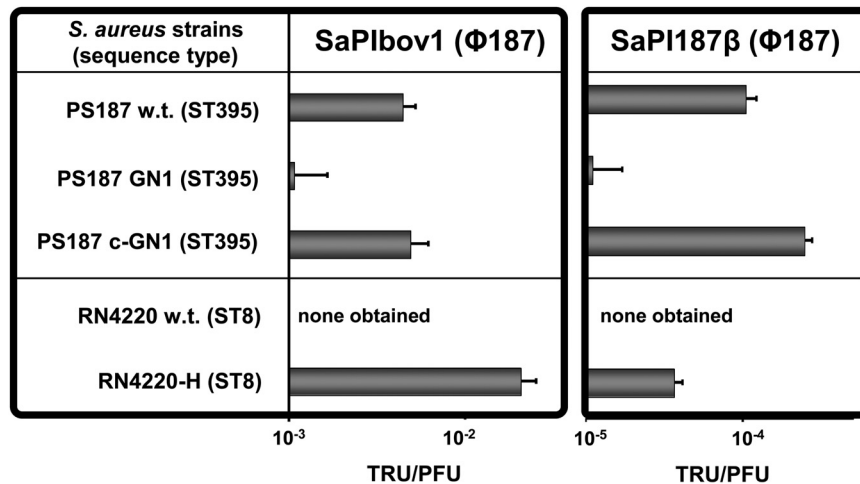 S. aureus strains
(sequence type)
SaPIbov1 (Φ187)
SaPI187β (Φ187)
PS187 w.t. (ST395)
PS187 GN1 (ST395)
PS187 c-GN1 (ST395)
RN4220 w.t. (ST8)
none obtained
none obtained
RN4220-H (ST8)
10-3
10-2
10-5
10-4
TRU/PFU
TRU/PFU